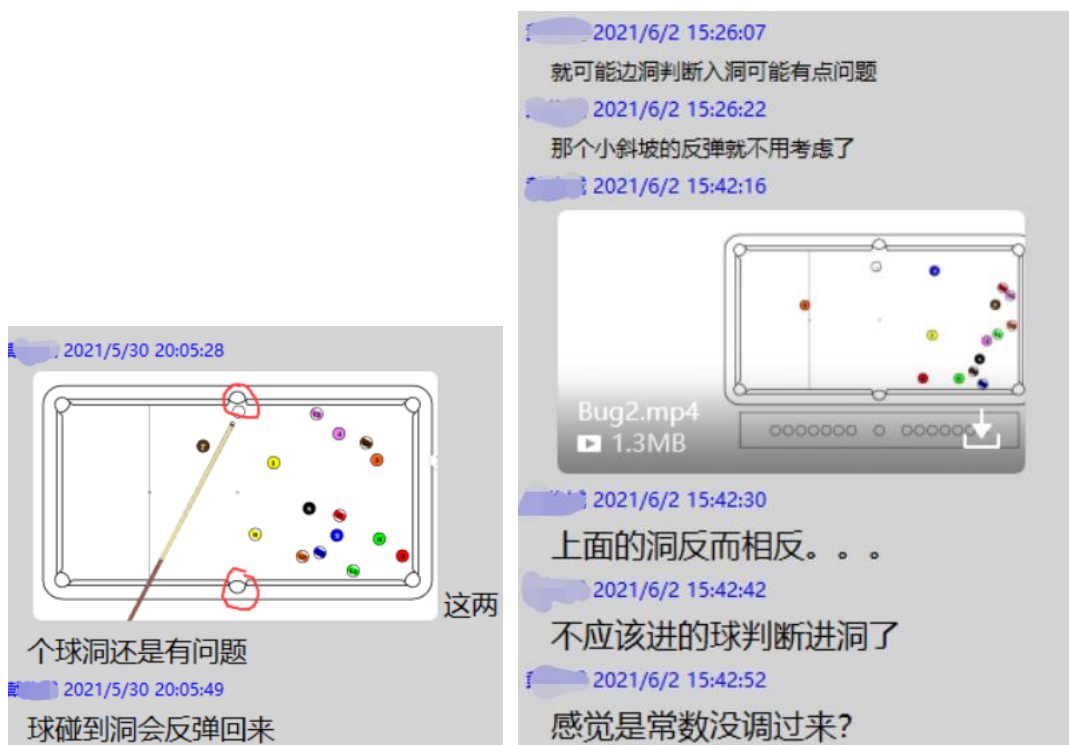 2021/5/30 20:05:28
这两
个球洞还是有问题
2021/5/30 20:05:49
球碰到洞会反弹回来
2021/6/2 15:26:07
就可能边洞判断入洞可能有点问题
2021/6/2 15:26:22
那个小斜坡的反弹就不用考虑了
2021/6/2 15:42:16
Bug2.mp4
1.3MB
2021/6/2 15:42:30
上面的洞反而相反。。。
2021/6/2 15:42:42
不应该进的球判断进洞了
2021/6/2 15:42:52
感觉是常数没调过来?